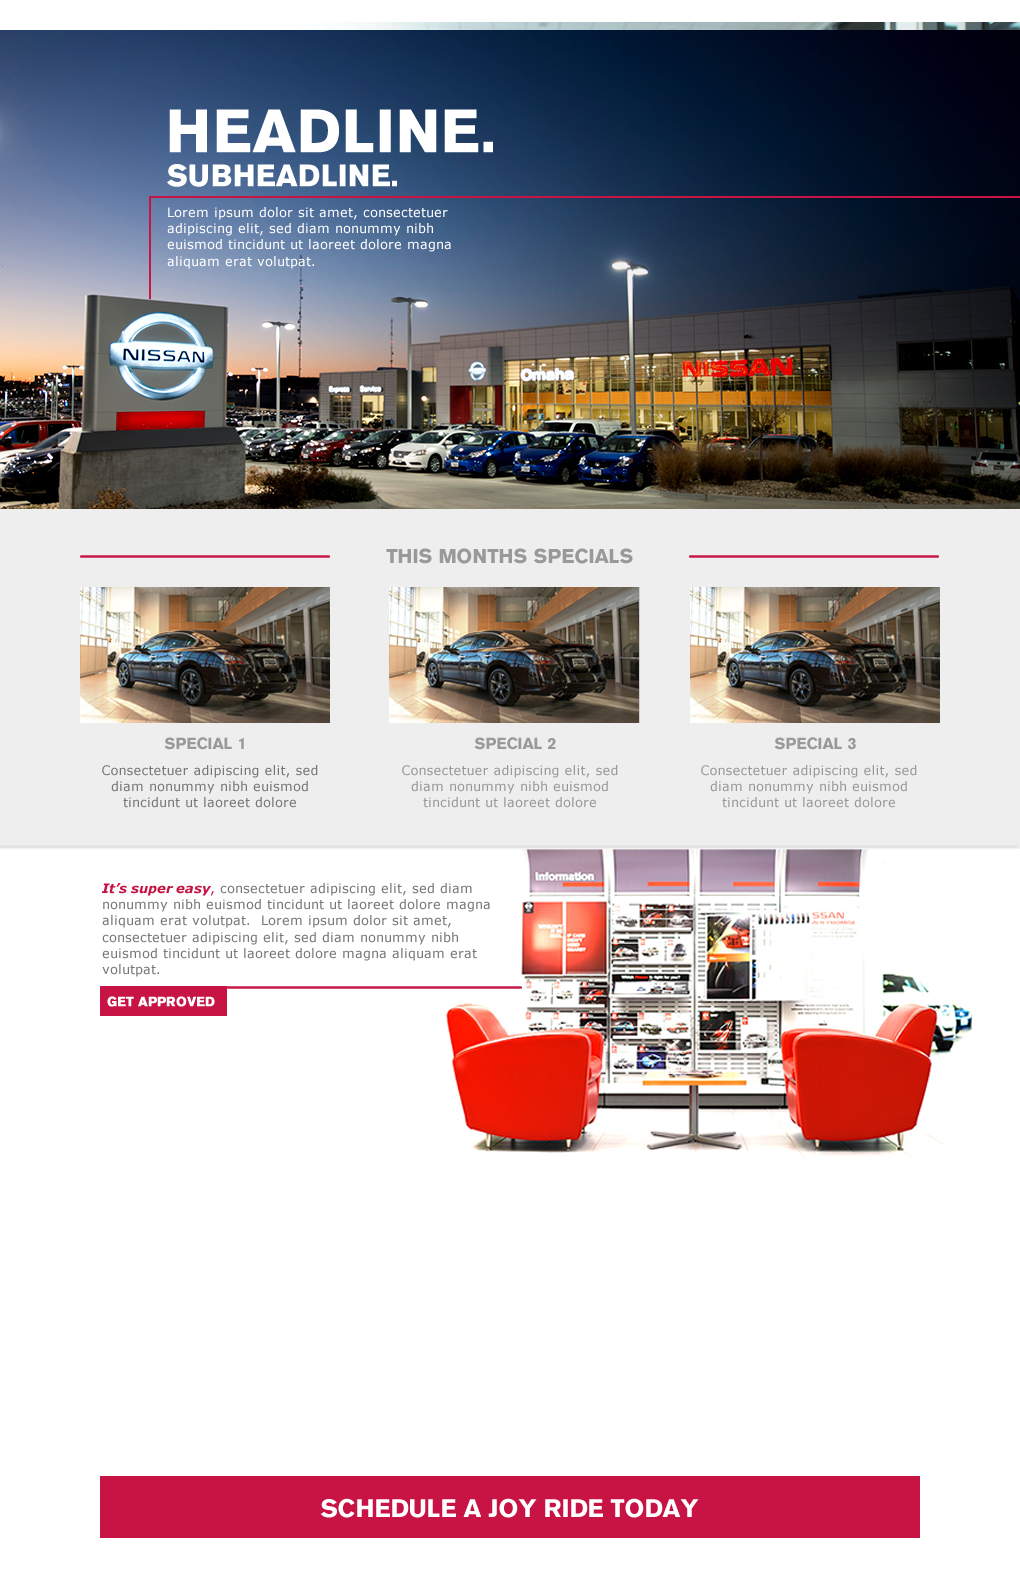 HEADLINE.
SUBHEADLINE.
Lorem ipsum dolor sit amet, consectetuer
adipiscing elit, sed diam nonummy nibh
euismod tincidunt ut laoreet dolore magna
aliquam erat volutpat.
NISSAN
Express Service
Omaha
NISSAN
THIS MONTHS SPECIALS
SPECIAL 1
Consectetuer adipiscing elit, sed
diam nonummy nibh euismod
tincidunt ut laoreet dolore
SPECIAL 2
Consectetuer adipiscing elit, sed
diam nonummy nibh euismod
tincidunt ut laoreet dolore
SPECIAL 3
Consectetuer adipiscing elit, sed
diam nonummy nibh euismod
tincidunt ut laoreet dolore
It's super easy, consectetuer adipiscing elit, sed diam
nonummy nibh euismod tincidunt ut laoreet dolore magna
aliquam erat volutpat. Lorem ipsum dolor sit amet,
consectetuer adipiscing elit, sed diam nonummy nibh
euismod tincidunt ut laoreet dolore magna aliquam erat
volutpat.
GET APPROVED
Information
SSAN
SCHEDULE A JOY RIDE TODAY